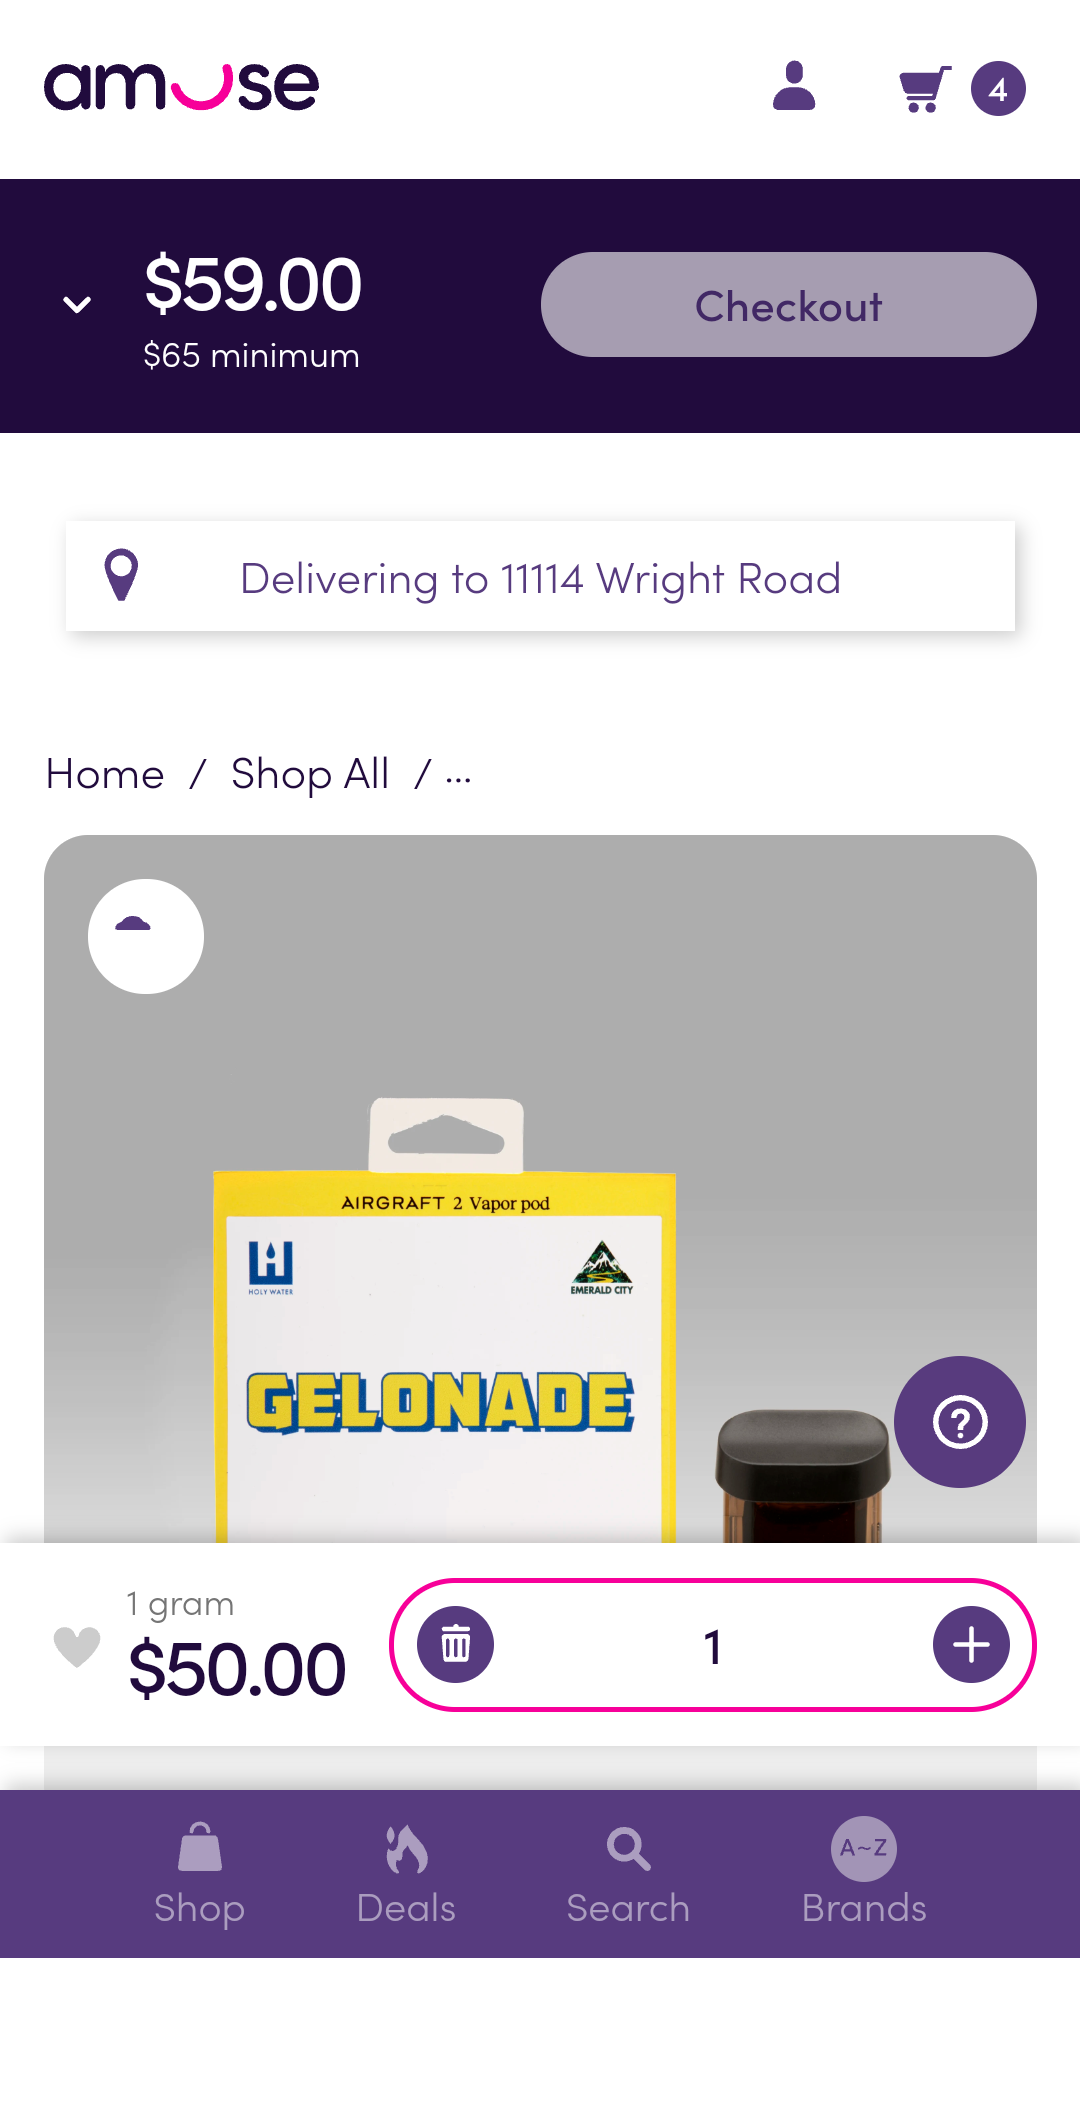 amuse
4
$59.00
$65 minimum
Checkout
Delivering to 11114 Wright Road
Home / Shop All / ...
AIRGRAFT 2 Vapor pod
HOLY WATER
EMERALD CITY
GELONADE
?
1 gram
$50.00
1
A~Z
Shop
Deals
Search
Brands